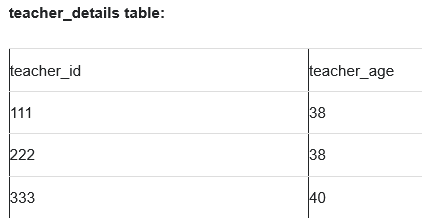 teacher_details table:
teacher_id teacher_age
111 38
222 38
333 40